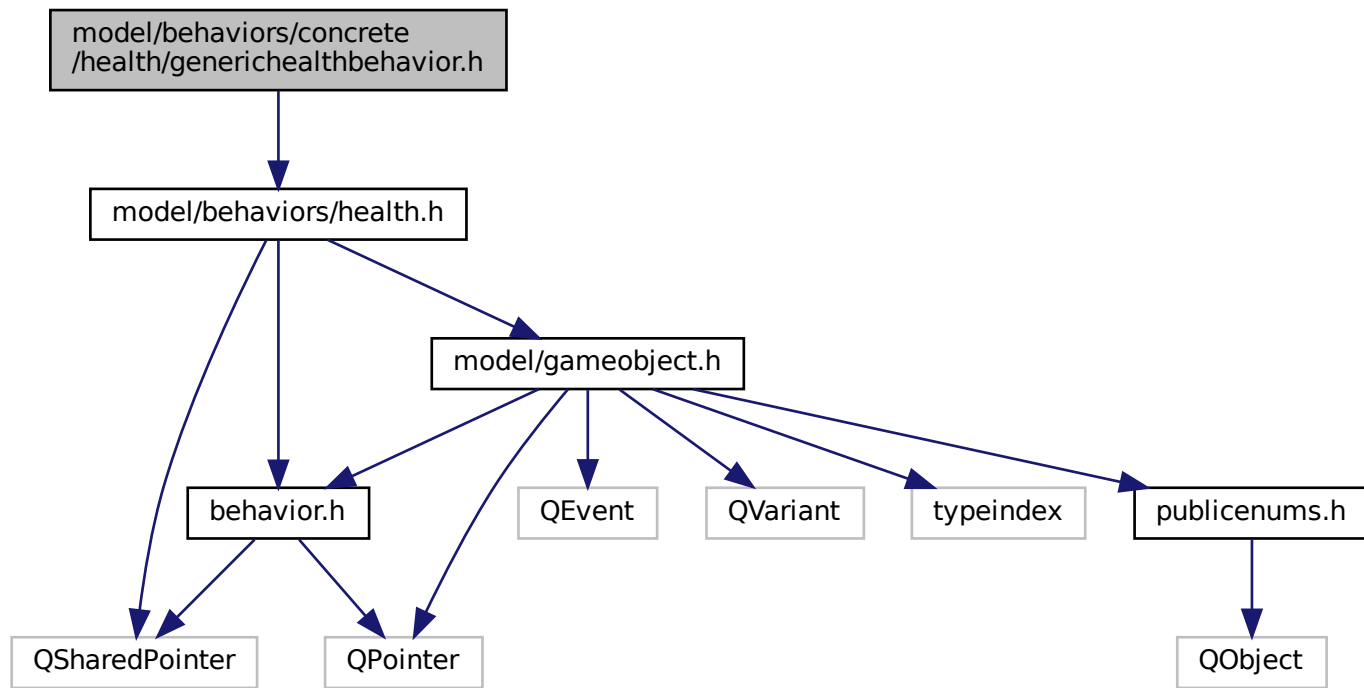 model/behaviors/concrete
/health/generichealthbehavior.h
model/behaviors/health.h
model/gameobject.h
behavior.h
QEvent
QVariant
typeindex
publicenums.h
QSharedPointer
QPointer
QObject